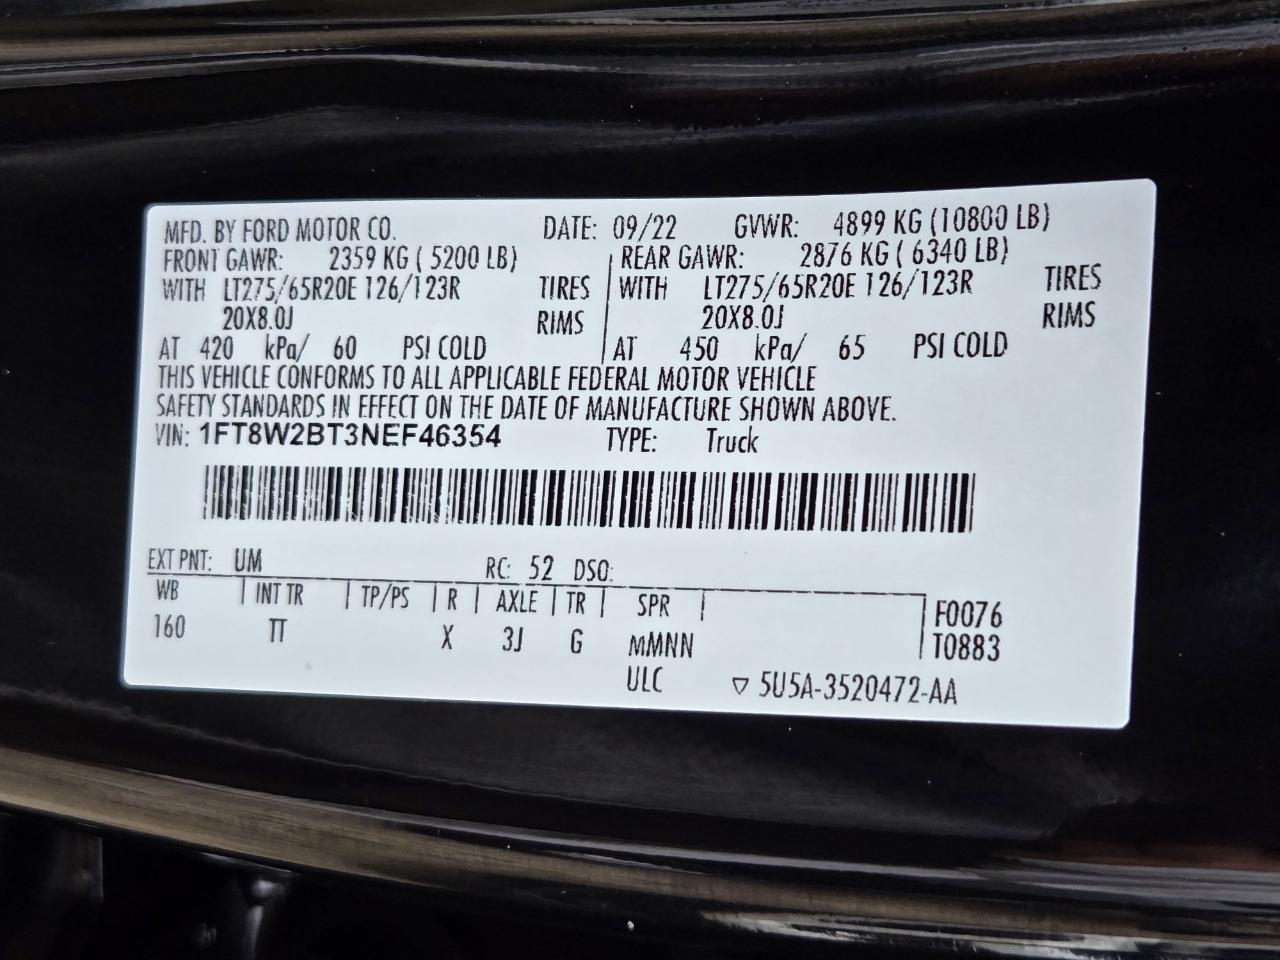 MFD. BY FORD MOTOR CO. DATE: 09/22 GVWR: 4899 KG (10800 LB)
FRONT GAWR: 2359 KG ( 5200 LB) REAR GAWR: 2876 KG ( 6340 LB)
WITH LT275/65R20E 126/123R TIRES WITH LT275/65R20E 126/123R TIRES
20X8.0J RIMS 20X8.0J RIMS
AT 420 kPa/ 60 PSI COLD AT 450 kPa/ 65 PSI COLD
THIS VEHICLE CONFORMS TO ALL APPLICABLE FEDERAL MOTOR VEHICLE
SAFETY STANDARDS IN EFFECT ON THE DATE OF MANUFACTURE SHOWN ABOVE.
VIN: 1FT8W2BT3NEF46354 TYPE: Truck
EXT PNT: UM RC: 52 DSO:
WB INT TR TP/PS R AXLE TR SPR F0076
160 TT X 3J G MMNN T0883
ULC 5U5A-3520472-AA